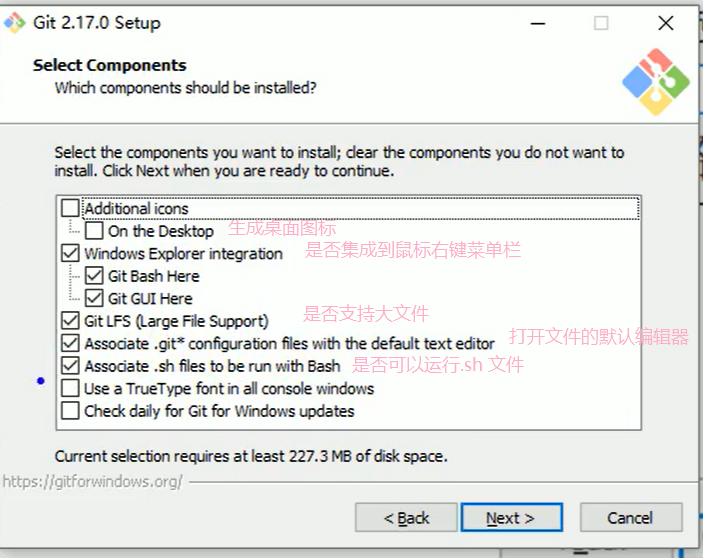 Git 2.17.0 Setup
Select Components
Which components should be installed?
Select the components you want to install; clear the components you do not want to
install. Click Next when you are ready to continue.
Additional icons
On the Desktop 生成桌面图标
Windows Explorer integration 是否集成到鼠标右键菜单栏
Git Bash Here
Git GUI Here
Git LFS (Large File Support) 是否支持大文件
Associate .git* configuration files with the default text editor 打开文件的默认编辑器
Associate .sh files to be run with Bash 是否可以运行.sh 文件
Use a TrueType font in all console windows
Check daily for Git for Windows updates
Current selection requires at least 227.3 MB of disk space.
https://gitforwindows.org/
< Back Next > Cancel